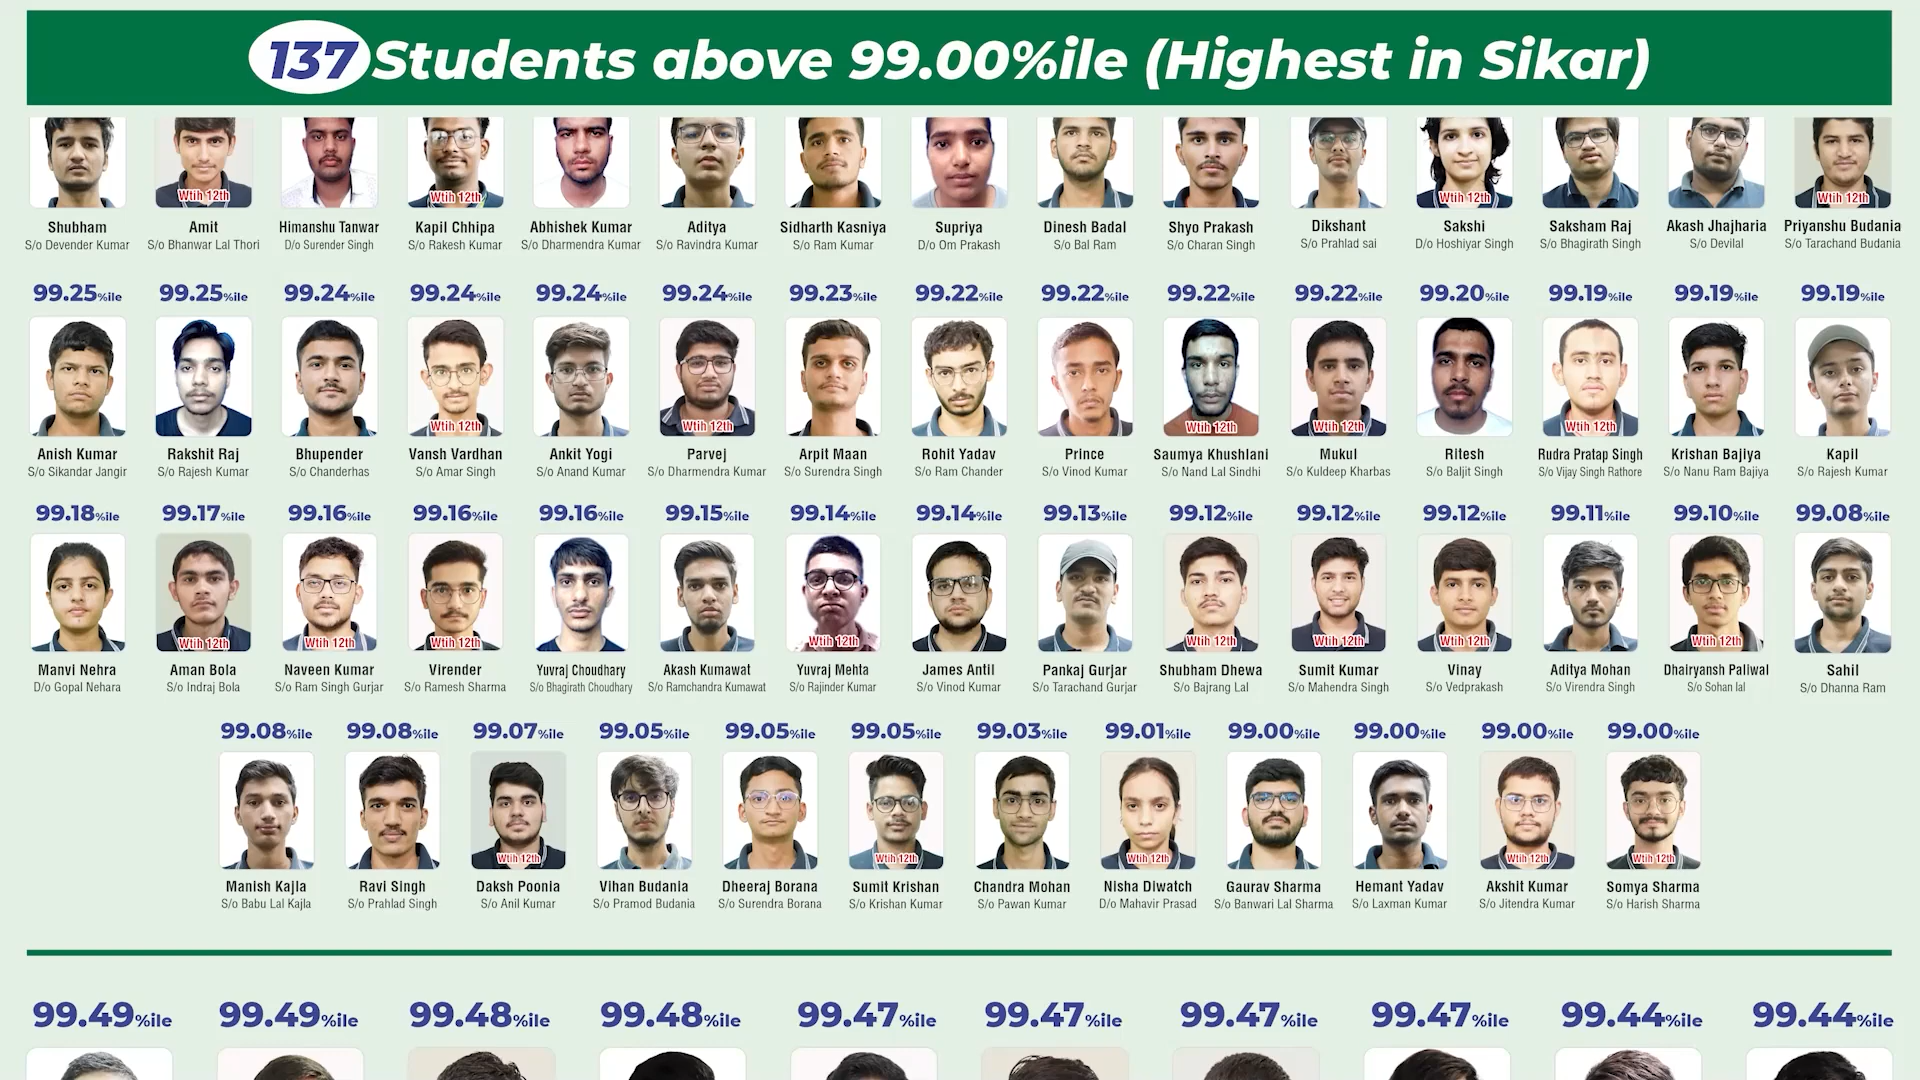 137 Students above 99.00%ile (Highest in Sikar)
Wtih 12th Wtih 12th Wtih 12th Wtih 12th
Shubham Amit Himanshu Tanwar Kapil Chhipa Abhishek Kumar Aditya Sidharth Kasniya Supriya Dinesh Badal Shyo Prakash Dikshant Sakshi Saksham Raj Akash Jhajharia Priyanshu Budania
S/o Devender Kumar S/o Bhanwar Lal Thori D/o Surender Singh S/o Rakesh Kumar S/o Dharmendra Kumar S/o Ravindra Kumar S/o Ram Kumar D/o Om Prakash S/o Bal Ram S/o Charan Singh S/o Prahlad sai D/o Hoshiyar Singh S/o Bhagirath Singh S/o Devilal S/o Tarachand Budania
99.25%ile 99.25%ile 99.24%ile 99.24%ile 99.24%ile 99.24%ile 99.23%ile 99.22%ile 99.22%ile 99.22%ile 99.22%ile 99.20%ile 99.19%ile 99.19%ile 99.19%ile
Wtih 12th Wtih 12th Wtih 12th Wtih 12th Wtih 12th
Anish Kumar Rakshit Raj Bhupender Vansh Vardhan Ankit Yogi Parvej Arpit Maan Rohit Yadav Prince Saumya Khushlani Mukul Ritesh Rudra Pratap Singh Krishan Bajiya Kapil
S/o Sikandar Jangir S/o Rajesh Kumar S/o Chanderhas S/o Amar Singh S/o Anand Kumar S/o Dharmendra Kumar S/o Surendra Singh S/o Ram Chander S/o Vinod Kumar S/o Nand Lal Sindhi S/o Kuldeep Kharbas S/o Baljit Singh S/o Vijay Singh Rathore S/o Nanu Ram Bajiya S/o Rajesh Kumar
99.18%ile 99.17%ile 99.16%ile 99.16%ile 99.16%ile 99.15%ile 99.14%ile 99.14%ile 99.13%ile 99.12%ile 99.12%ile 99.12%ile 99.11%ile 99.10%ile 99.08%ile
Wtih 12th Wtih 12th Wtih 12th Wtih 12th Wtih 12th Wtih 12th Wtih 12th Wtih 12th
Manvi Nehra Aman Bola Naveen Kumar Virender Yuvraj Choudhary Akash Kumawat Yuvraj Mehta James Antil Pankaj Gurjar Shubham Dhewa Sumit Kumar Vinay Aditya Mohan Dhairyansh Paliwal Sahil
D/o Gopal Nehara S/o Indraj Bola S/o Ram Singh Gurjar S/o Ramesh Sharma S/o Bhagirath Choudhary S/o Ramchandra Kumawat S/o Rajinder Kumar S/o Vinod Kumar S/o Tarachand Gurjar S/o Bajrang Lal S/o Mahendra Singh S/o Vedprakash S/o Virendra Singh S/o Sohan lal S/o Dhanna Ram
99.08%ile 99.08%ile 99.07%ile 99.05%ile 99.05%ile 99.05%ile 99.03%ile 99.01%ile 99.00%ile 99.00%ile 99.00%ile 99.00%ile
Wtih 12th Wtih 12th Wtih 12th Wtih 12th Wtih 12th
Manish Kajla Ravi Singh Daksh Poonia Vihan Budania Dheeraj Borana Sumit Krishan Chandra Mohan Nisha Diwatch Gaurav Sharma Hemant Yadav Akshit Kumar Somya Sharma
S/o Babu Lal Kajla S/o Prahlad Singh S/o Anil Kumar S/o Pramod Budania S/o Surendra Borana S/o Krishan Kumar S/o Pawan Kumar D/o Mahavir Prasad S/o Banwari Lal Sharma S/o Laxman Kumar S/o Jitendra Kumar S/o Harish Sharma
99.49%ile 99.49%ile 99.48%ile 99.48%ile 99.47%ile 99.47%ile 99.47%ile 99.47%ile 99.44%ile 99.44%ile